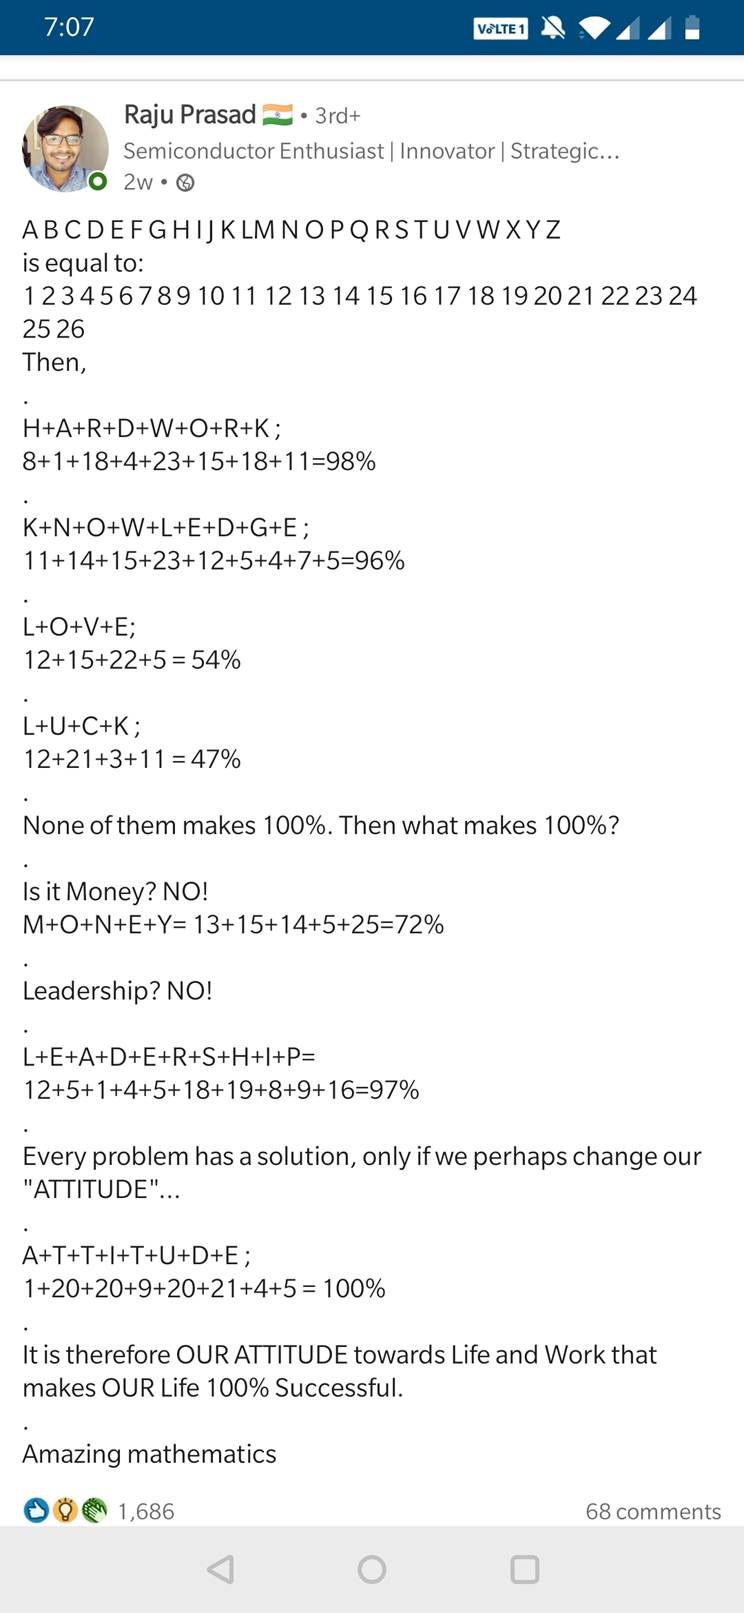 7:07
VoLTE 1
Raju Prasad 🇮🇳 • 3rd+
Semiconductor Enthusiast | Innovator | Strategic...
2w •
A B C D E F G H I J K L M N O P Q R S T U V W X Y Z
is equal to:
1 2 3 4 5 6 7 8 9 10 11 12 13 14 15 16 17 18 19 20 21 22 23 24
25 26
Then,
.
H+A+R+D+W+O+R+K ;
8+1+18+4+23+15+18+11=98%
.
K+N+O+W+L+E+D+G+E ;
11+14+15+23+12+5+4+7+5=96%
.
L+O+V+E;
12+15+22+5 = 54%
.
L+U+C+K ;
12+21+3+11 = 47%
.
None of them makes 100%. Then what makes 100%?
.
Is it Money? NO!
M+O+N+E+Y= 13+15+14+5+25=72%
.
Leadership? NO!
.
L+E+A+D+E+R+S+H+I+P=
12+5+1+4+5+18+19+8+9+16=97%
.
Every problem has a solution, only if we perhaps change our
"ATTITUDE"...
.
A+T+T+I+T+U+D+E ;
1+20+20+9+20+21+4+5 = 100%
.
It is therefore OUR ATTITUDE towards Life and Work that
makes OUR Life 100% Successful.
.
Amazing mathematics
1,686
68 comments